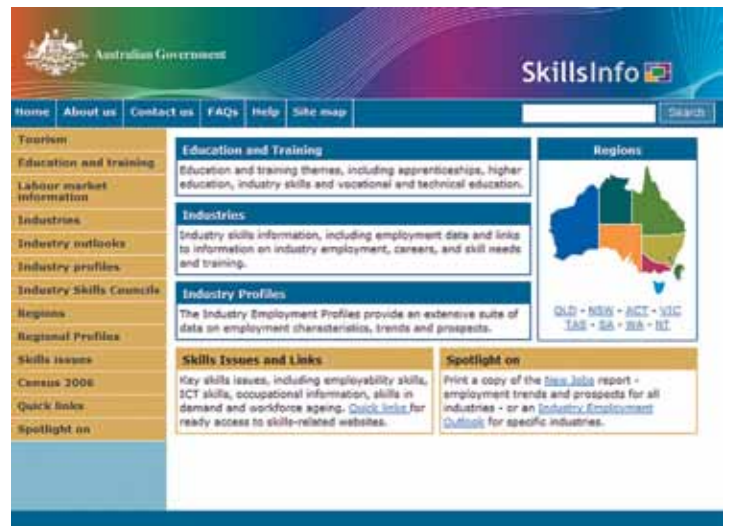 Australian Government
SkillsInfo
Home
About us
Contact us
FAQs
Help
Site map
Search
Tourism
Education and training
Labour market
information
Industries
Industry outlooks
Industry profiles
Industry Skills Councils
Regions
Regional Profiles
Skills issues
Census 2006
Quick links
Spotlight on
Education and Training
Education and training themes, including apprenticeships, higher
education, industry skills and vocational and technical education.
Industries
Industry skills information, including employment data and links
to information on industry employment, careers, and skill needs
and training.
Industry Profiles
The Industry Employment Profiles provide an extensive suite of
data on employment characteristics, trends and prospects.
Regions
QLD - NSW - ACT - VIC
TAS - SA - WA - NT
Skills Issues and Links
Key skills issues, including employability skills,
ICT skills, occupational information, skills in
demand and workforce ageing. Quick links for
ready access to skills-related websites.
Spotlight on
Print a copy of the New Jobs report -
employment trends and prospects for all
industries - or an Industry Employment
Outlook for specific industries.